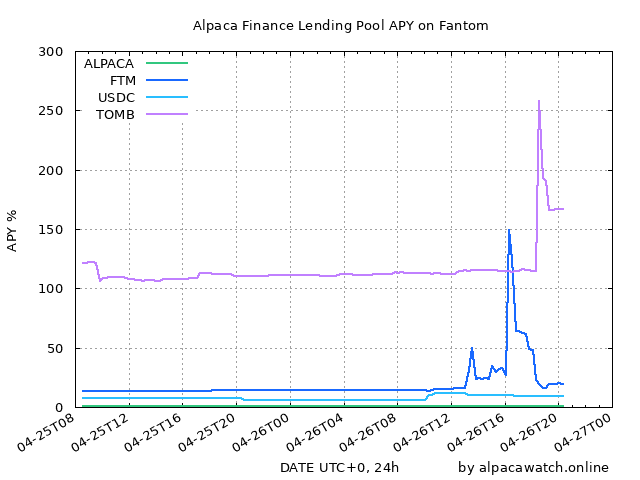 Alpaca Finance Lending Pool APY on Fantom
300
250
200
150
100
50
0
APY %
ALPACA
FTM
USDC
TOMB
04-25T08
04-25T12
04-25T16
04-25T20
04-26T00
04-26T04
04-26T08
04-26T12
04-26T16
04-26T20
04-27T00
DATE UTC+0, 24h
by alpacawatch.online